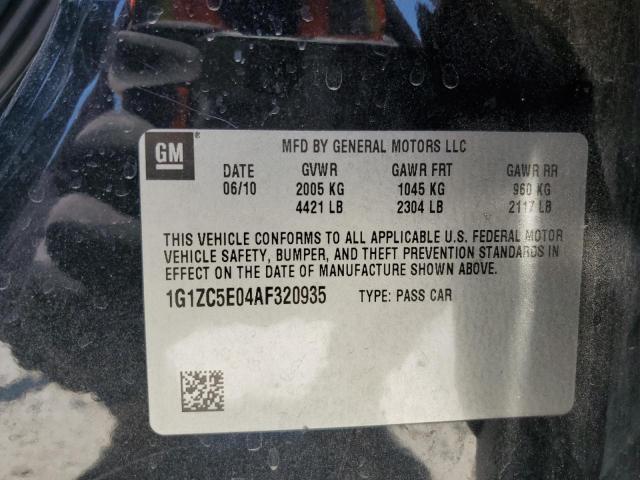 GM ®
MFD BY GENERAL MOTORS LLC
DATE GVWR GAWR FRT GAWR RR
06/10 2005 KG 1045 KG 960 KG
4421 LB 2304 LB 2117 LB
THIS VEHICLE CONFORMS TO ALL APPLICABLE U.S. FEDERAL MOTOR
VEHICLE SAFETY, BUMPER, AND THEFT PREVENTION STANDARDS IN
EFFECT ON THE DATE OF MANUFACTURE SHOWN ABOVE.
1G1ZC5E04AF320935 TYPE: PASS CAR